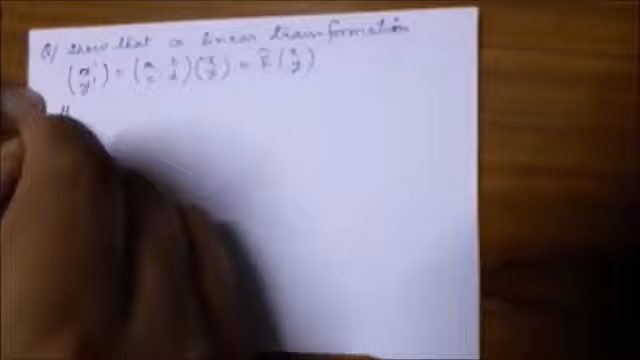 Q/ Show that a linear transformation
(x' y') = (a b c d)(x y) = R̃ (x y)